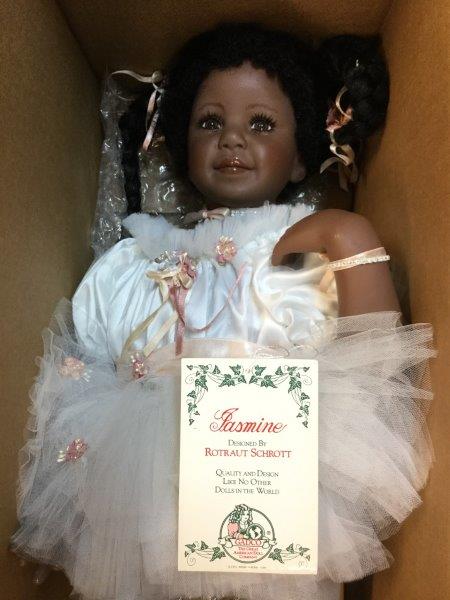 Jasmine
DESIGNED BY
ROTRAUT SCHROTT
QUALITY AND DESIGN
LIKE NO OTHER
DOLLS IN THE WORLD
GADCO
THE GREAT
AMERICAN DOLL
COMPANY